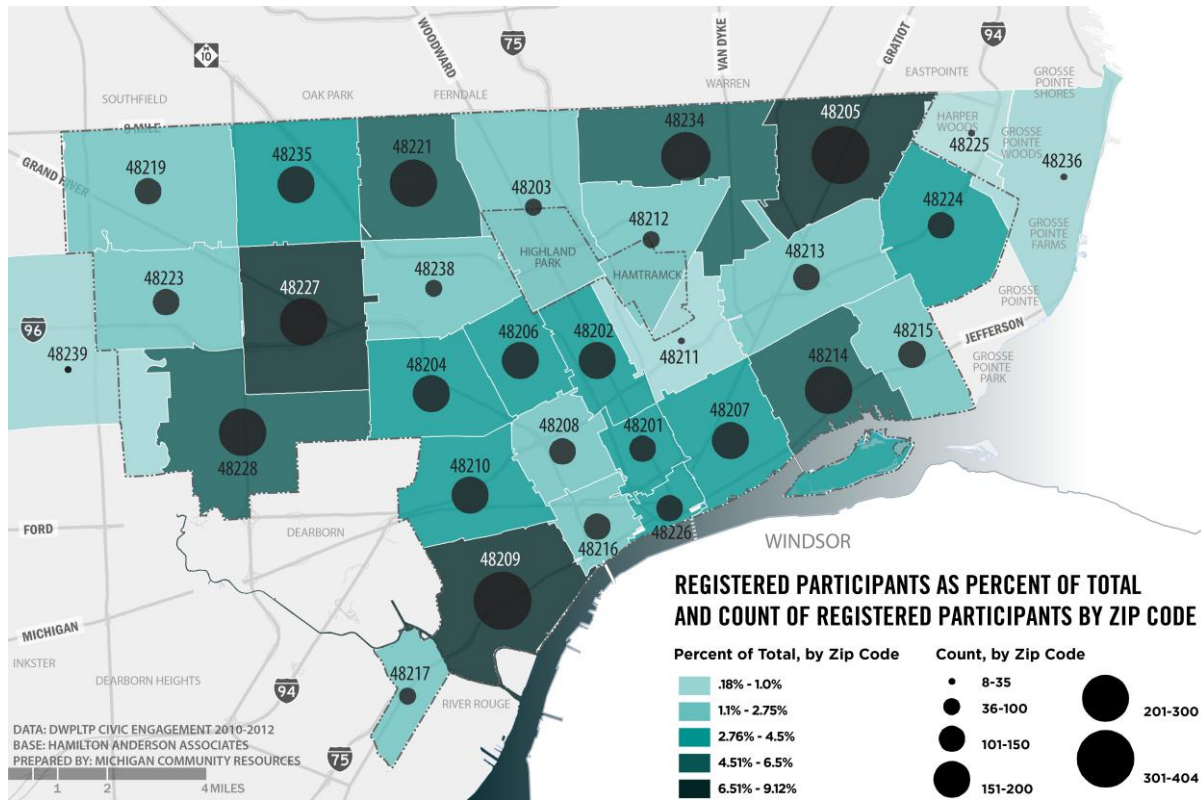 WOODWARD
75
VAN DYKE
GRATIOT
94
M
10
EASTPOINTE
GROSSE
POINTE
SHORES
SOUTHFIELD
OAK PARK
FERNDALE
WARREN
8 MILE
48234
48205
HARPER
WOODS
48225
GROSSE
POINTE
WOODS
48236
48219
48235
48221
GRAND RIVER
48203
48212
48224
GROSSE
POINTE
FARMS
HIGHLAND
PARK
HAMTRAMCK
48213
48223
48227
48238
GROSSE
POINTE
96
48239
48206
48202
48211
48215
JEFFERSON
48204
48214
GROSSE
POINTE
PARK
48208
48201
48207
48228
48210
FORD
DEARBORN
48216
48226
WINDSOR
48209
MICHIGAN
INKSTER
DEARBORN HEIGHTS
94
48217
RIVER ROUGE
75
REGISTERED PARTICIPANTS AS PERCENT OF TOTAL
AND COUNT OF REGISTERED PARTICIPANTS BY ZIP CODE
Percent of Total, by Zip Code
.18% - 1.0%
1.1% - 2.75%
2.76% - 4.5%
4.51% - 6.5%
6.51% - 9.12%
Count, by Zip Code
8-35
36-100
101-150
151-200
201-300
301-404
DATA: DWPLTP CIVIC ENGAGEMENT 2010-2012
BASE: HAMILTON ANDERSON ASSOCIATES
PREPARED BY: MICHIGAN COMMUNITY RESOURCES
1 2 4 MILES